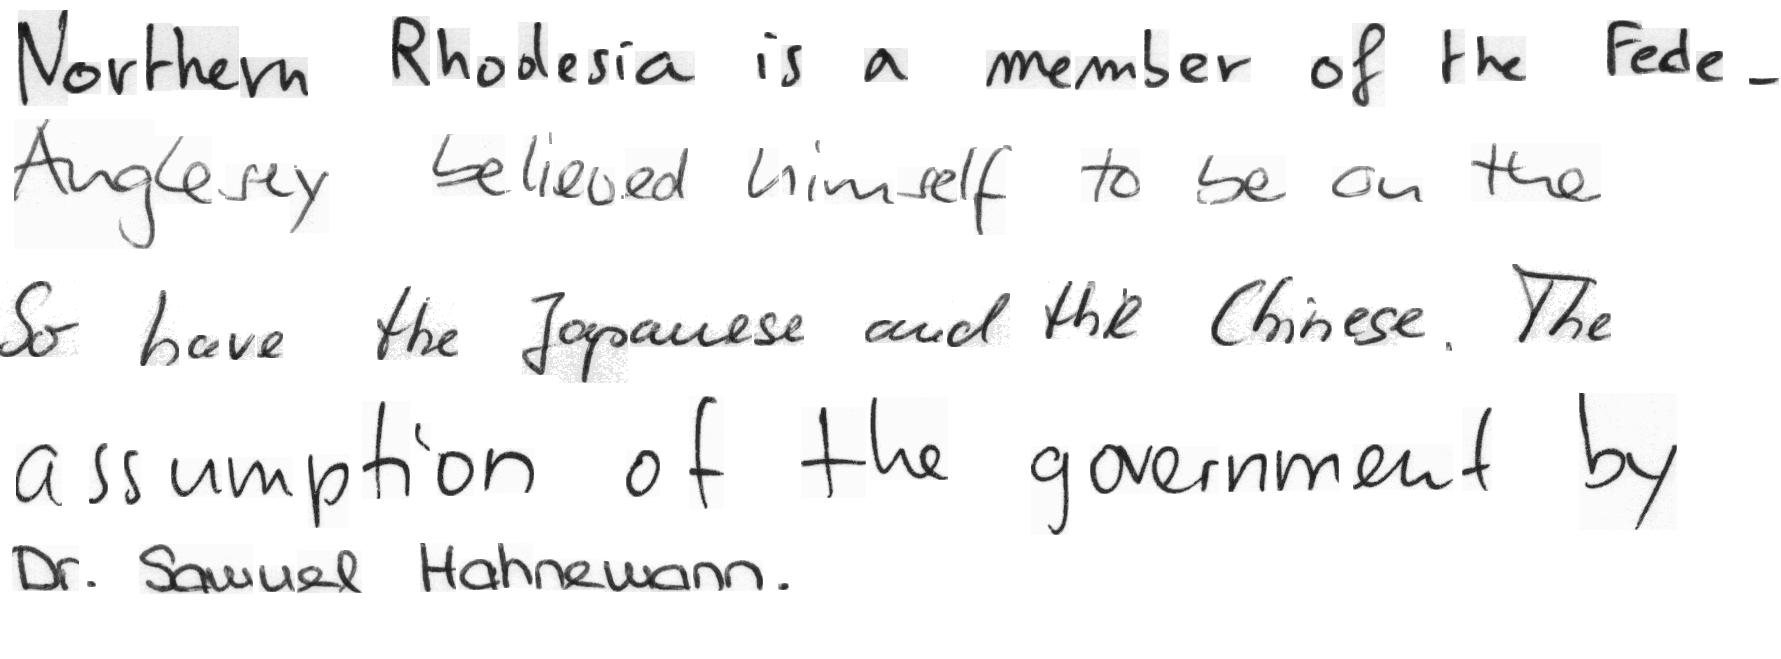 Northern Rhodesia is a member of the Fede-
Anglesey believed himself to be on the
So have the Japanese and the Chinese. The
assumption of the government by
Dr. Samuel Hahnemann.